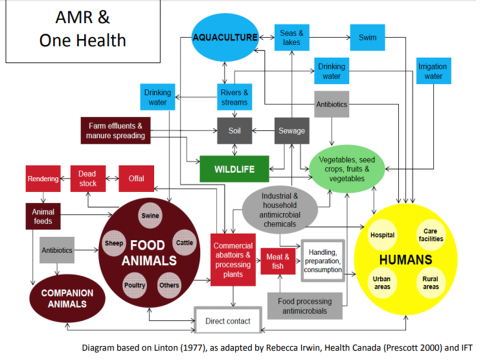 AMR &
One Health
AQUACULTURE
Seas &
lakes
Swim
Drinking
water
Irrigation
water
Drinking
water
Rivers &
streams
Antibiotics
Farm effluents &
manure spreading
Soil
Sewage
WILDLIFE
Vegetables, seed
crops, fruits &
vegetables
Rendering
Dead
stock
Offal
Industrial &
household
antimicrobial
chemicals
Animal
feeds
Swine
Hospital
Care
facilities
Antibiotics
Sheep
FOOD
ANIMALS
Cattle
Commercial
abattoirs &
processing
plants
Meat &
fish
Handling,
preparation,
consumption
HUMANS
Poultry
Others
Urban
areas
Rural
areas
COMPANION
ANIMALS
Food processing
antimicrobials
Direct contact
Diagram based on Linton (1977), as adapted by Rebecca Irwin, Health Canada (Prescott 2000) and IFT